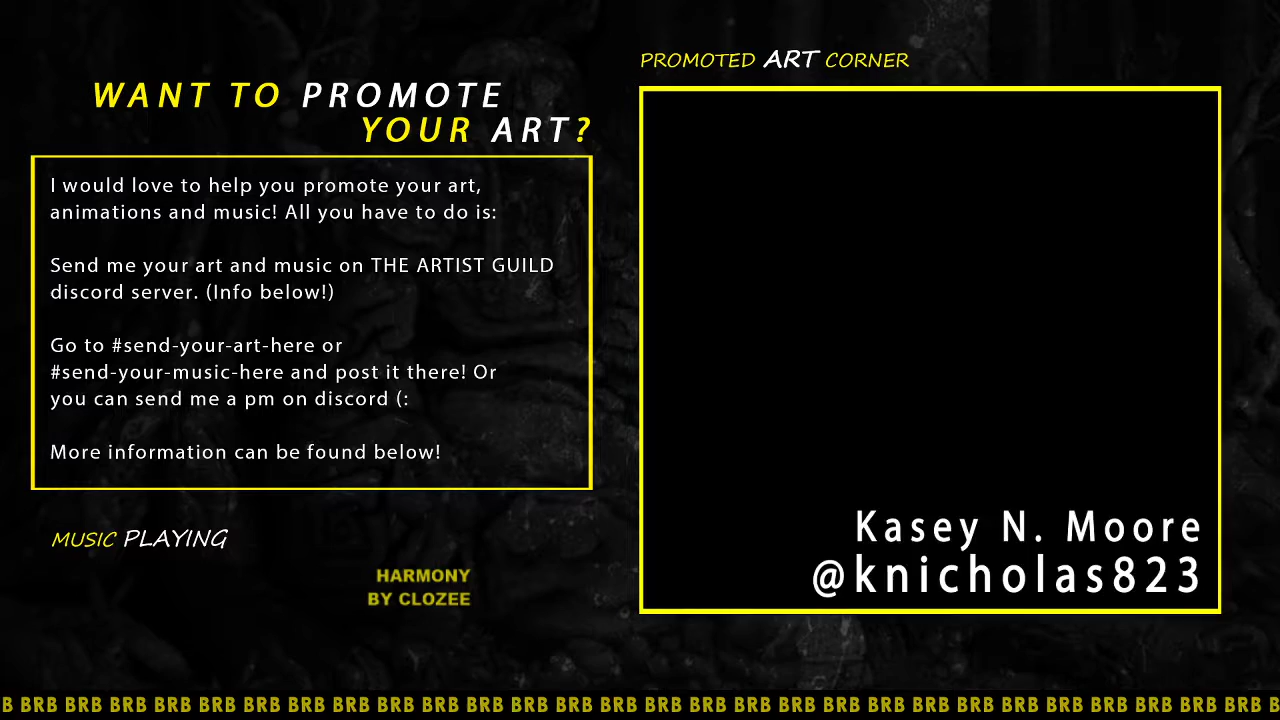 WANT TO PROMOTE
YOUR ART?
I would love to help you promote your art,
animations and music! All you have to do is:
Send me your art and music on THE ARTIST GUILD
discord server. (Info below!)
Go to #send-your-art-here or
#send-your-music-here and post it there! Or
you can send me a pm on discord (:
More information can be found below!
MUSIC PLAYING
HARMONY
BY CLOZEE
PROMOTED ART CORNER
Kasey N. Moore
@knicholas823
B BRB BRB BRB BRB BRB BRB BRB BRB BRB BRB BRB BRB BRB BRB BRB BRB BRB BRB BRB BRB BRB BRB BRB BRB BRB BRB BRB BRB B